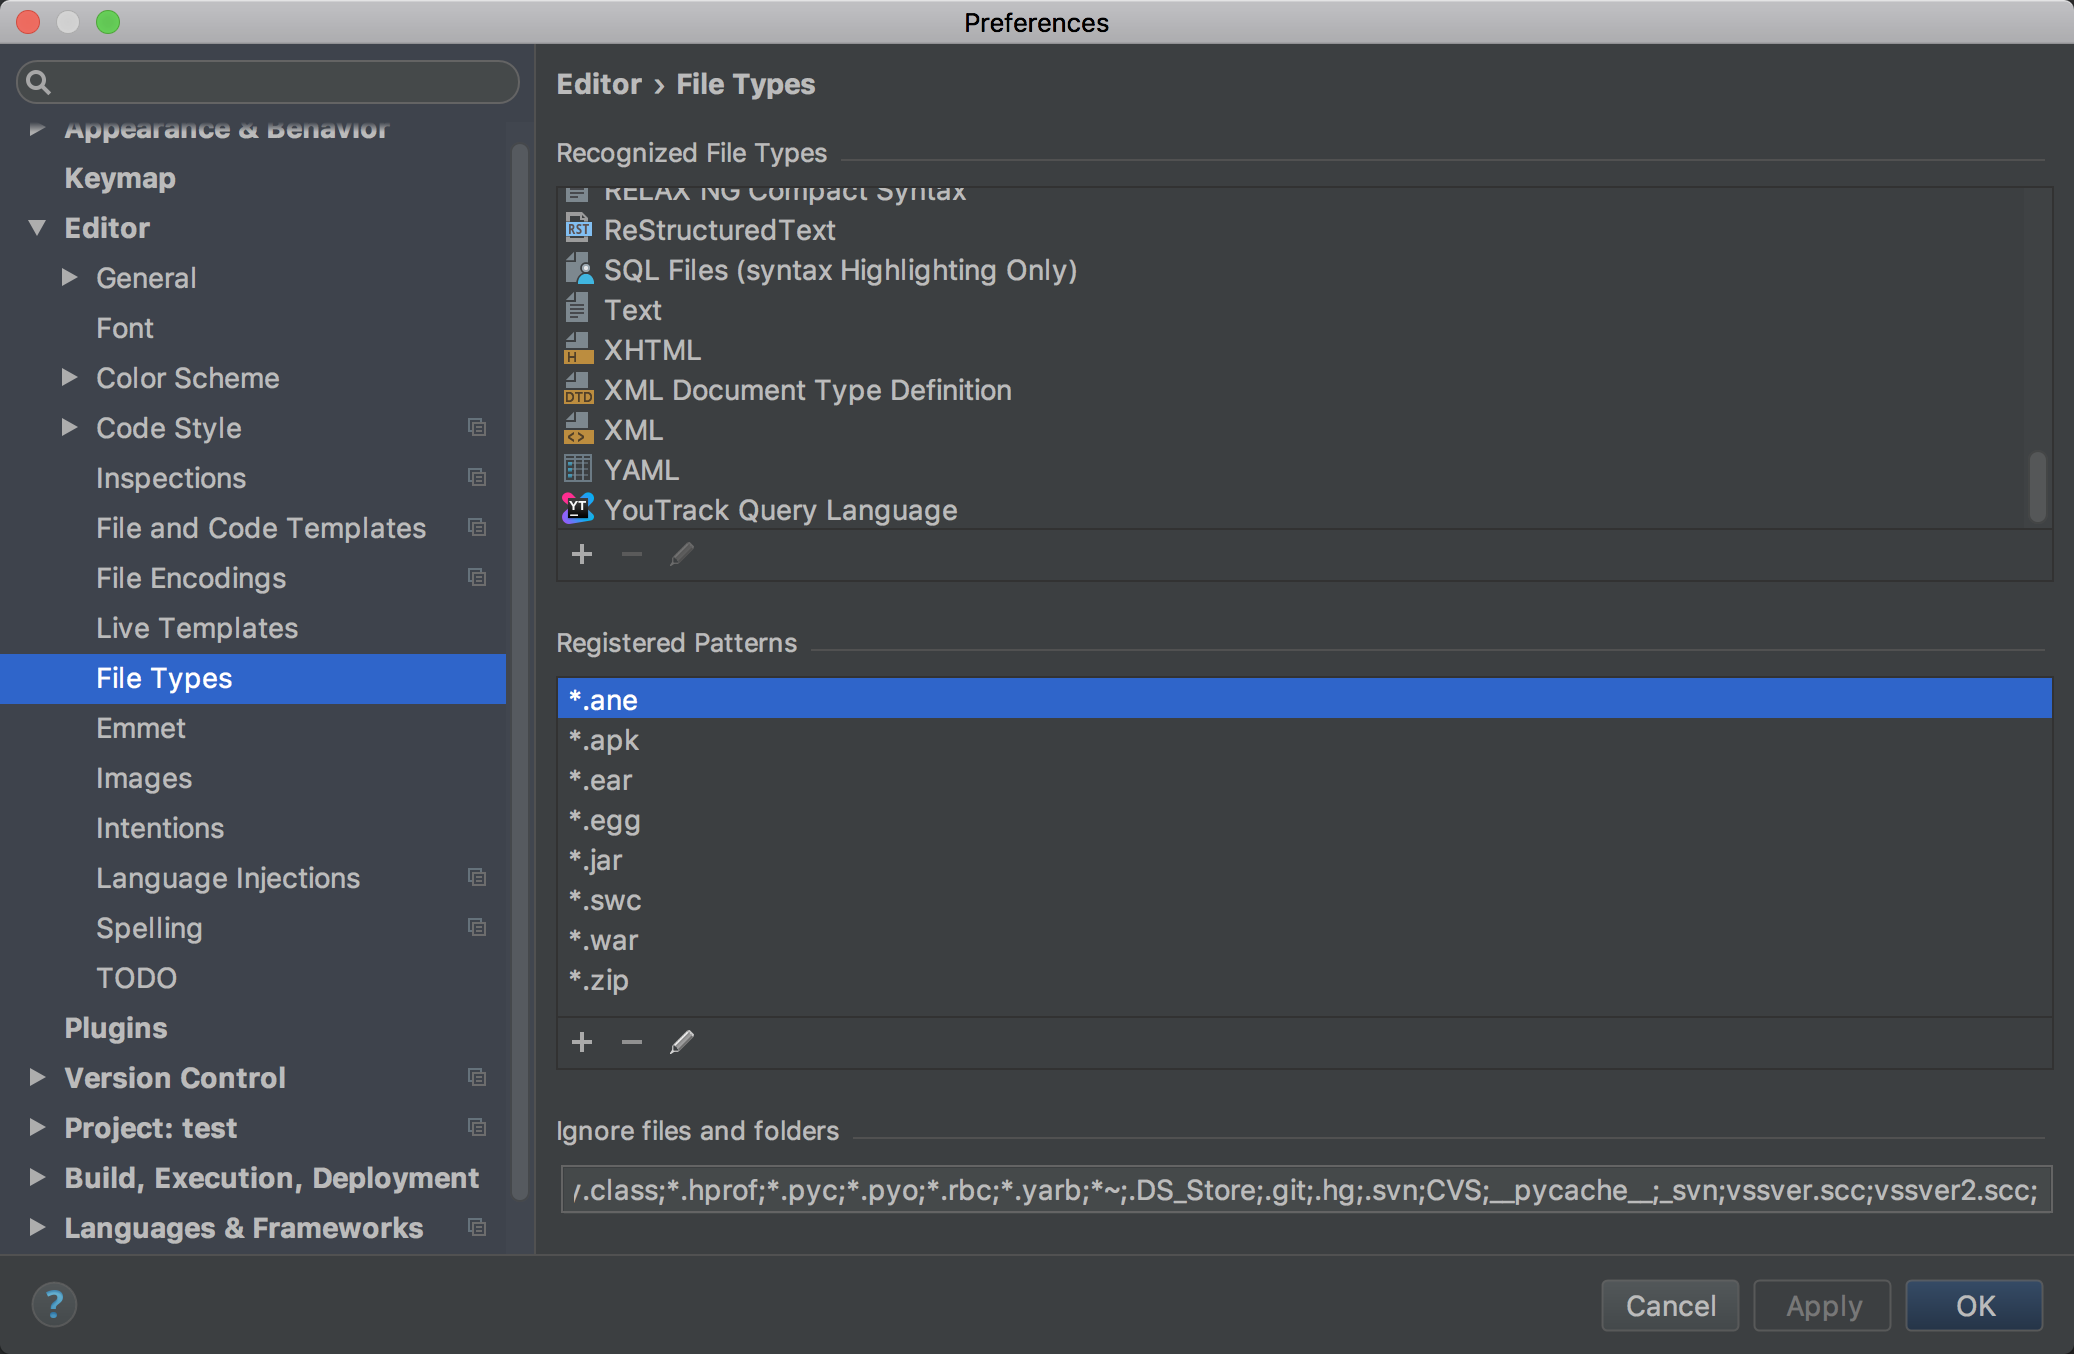 Preferences
Appearance & Behavior
Keymap
Editor
General
Font
Color Scheme
Code Style
Inspections
File and Code Templates
File Encodings
Live Templates
File Types
Emmet
Images
Intentions
Language Injections
Spelling
TODO
Plugins
Version Control
Project: test
Build, Execution, Deployment
Languages & Frameworks
Editor › File Types
Recognized File Types
RELAX NG Compact Syntax
RST ReStructuredText
SQL Files (syntax Highlighting Only)
Text
H XHTML
DTD XML Document Type Definition
<> XML
YAML
YT YouTrack Query Language
Registered Patterns
*.ane
*.apk
*.ear
*.egg
*.jar
*.swc
*.war
*.zip
Ignore files and folders
.class;*.hprof;*.pyc;*.pyo;*.rbc;*.yarb;*~;.DS_Store;.git;.hg;.svn;CVS;__pycache__;_svn;vssver.scc;vssver2.scc;
?
Cancel
Apply
OK